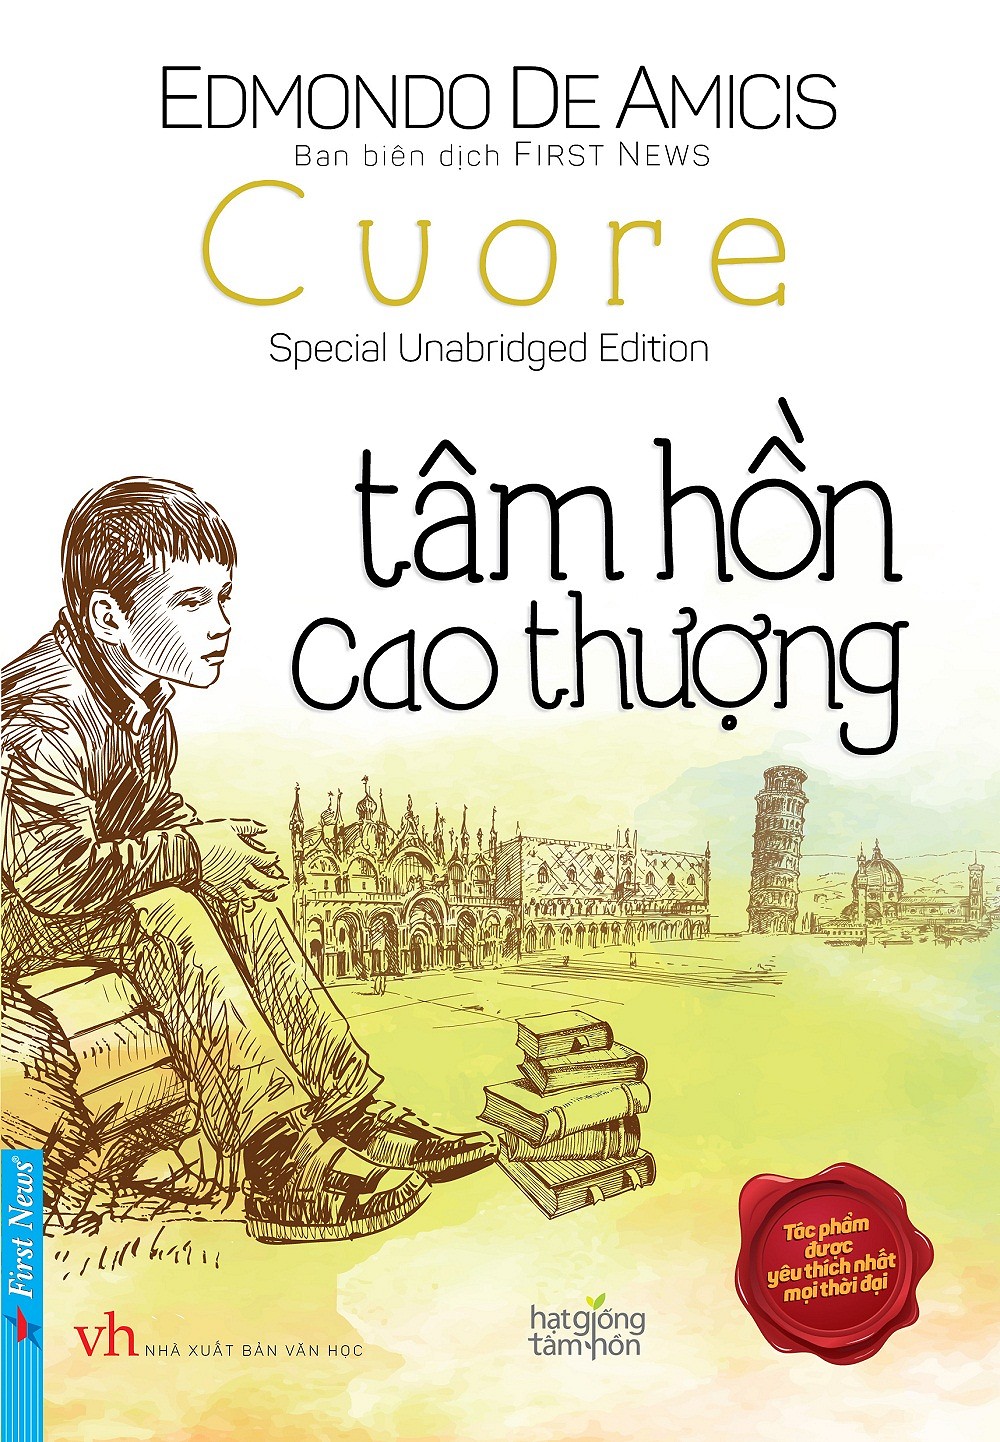 EDMONDO DE AMICIS
Ban biên dịch FIRST NEWS
Cuore
Special Unabridged Edition
tâm hồn
cao thượng
First News®
Tác phẩm
được
yêu thích nhất
mọi thời đại
vh NHÀ XUẤT BẢN VĂN HỌC
hạt giống
tâm hồn